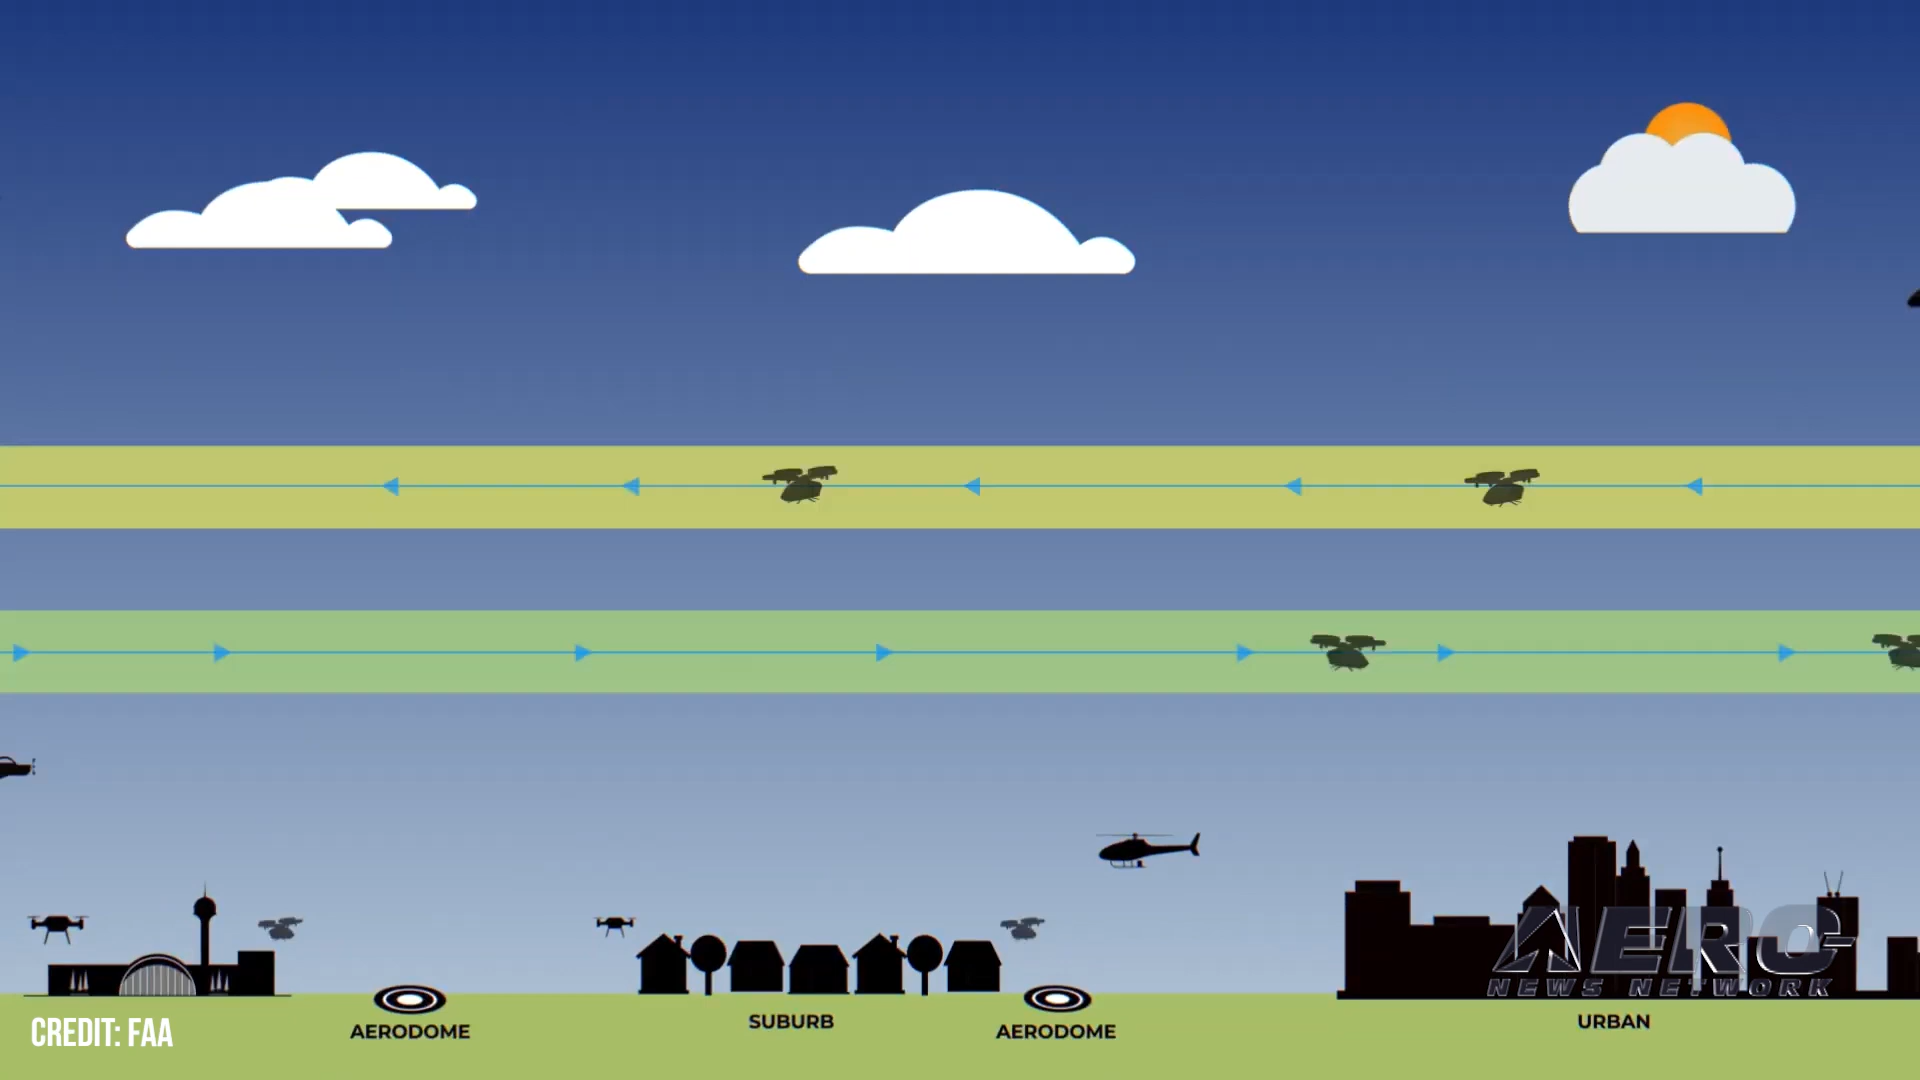 AERO-
NEWS NETWORK
CREDIT: FAA
AERODOME
SUBURB
AERODOME
URBAN